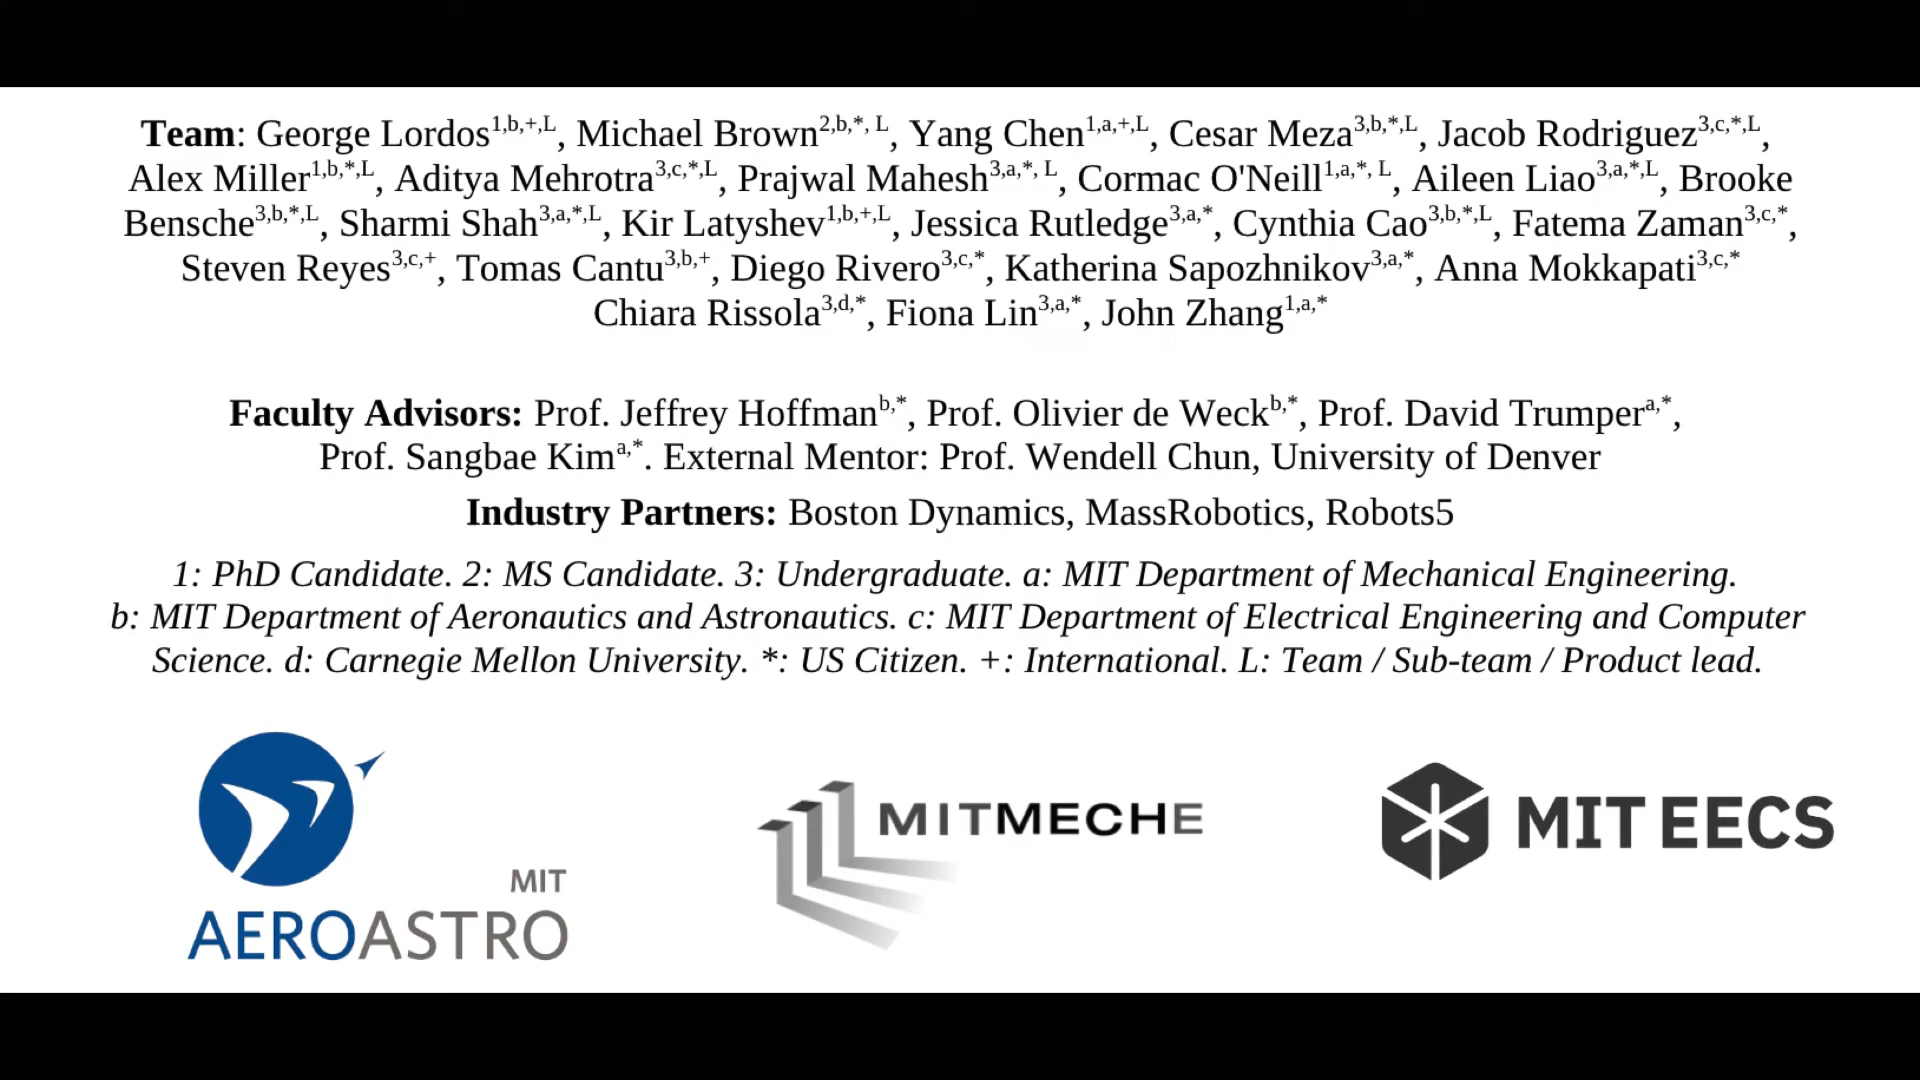 Team: George Lordos1,b,+,L, Michael Brown2,b,*, L, Yang Chen1,a,+,L, Cesar Meza3,b,*,L, Jacob Rodriguez3,c,*,L,
Alex Miller1,b,*,L, Aditya Mehrotra3,c,*,L, Prajwal Mahesh3,a,*, L, Cormac O'Neill1,a,*, L, Aileen Liao3,a,*,L, Brooke
Bensche3,b,*,L, Sharmi Shah3,a,*,L, Kir Latyshev1,b,+,L, Jessica Rutledge3,a,*, Cynthia Cao3,b,*,L, Fatema Zaman3,c,*,
Steven Reyes3,c,+, Tomas Cantu3,b,+, Diego Rivero3,c,*, Katherina Sapozhnikov3,a,*, Anna Mokkapati3,c,*
Chiara Rissola3,d,*, Fiona Lin3,a,*, John Zhang1,a,*
Faculty Advisors: Prof. Jeffrey Hoffmanb,*, Prof. Olivier de Weckb,*, Prof. David Trumpera,*,
Prof. Sangbae Kima,*. External Mentor: Prof. Wendell Chun, University of Denver
Industry Partners: Boston Dynamics, MassRobotics, Robots5
1: PhD Candidate. 2: MS Candidate. 3: Undergraduate. a: MIT Department of Mechanical Engineering.
b: MIT Department of Aeronautics and Astronautics. c: MIT Department of Electrical Engineering and Computer
Science. d: Carnegie Mellon University. *: US Citizen. +: International. L: Team / Sub-team / Product lead.
MIT
AEROASTRO
MITMECHE
MIT EECS